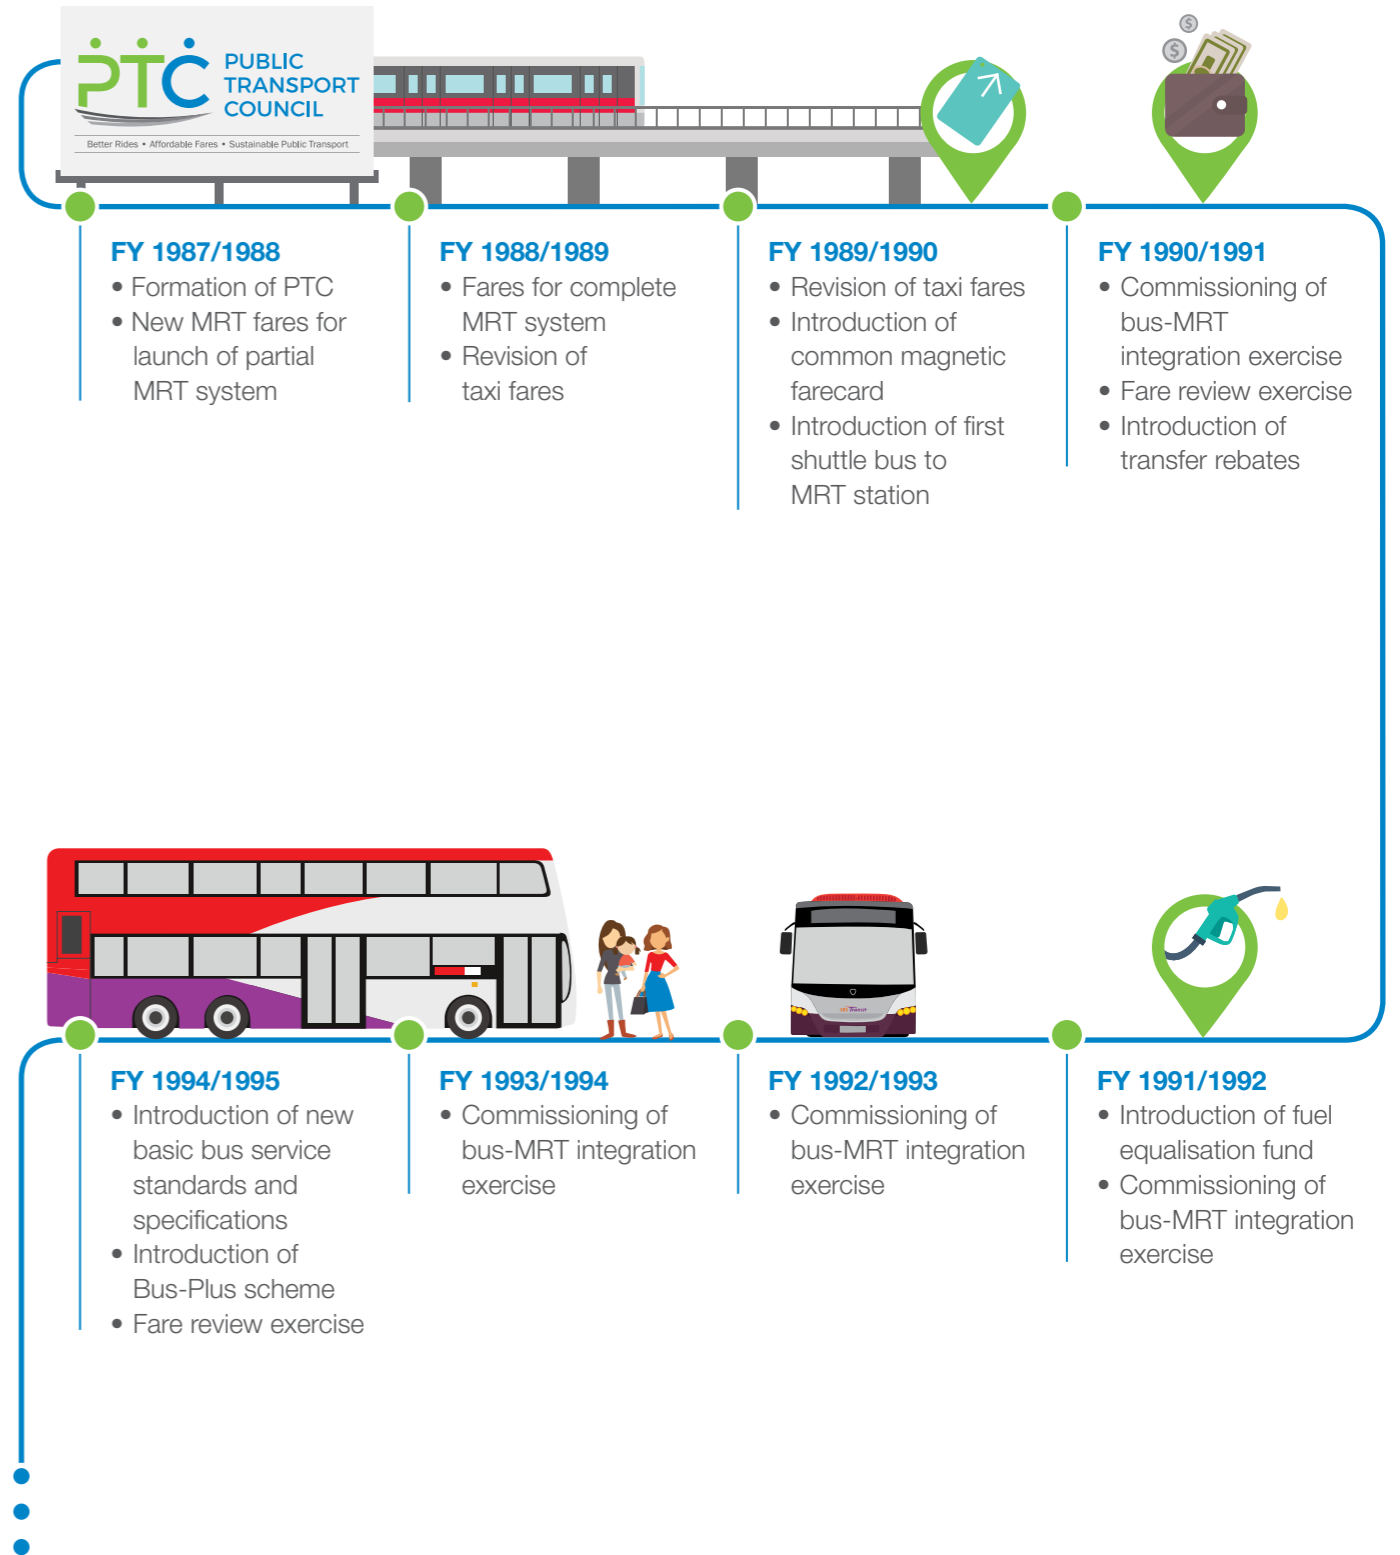 PTC
PUBLIC
TRANSPORT
COUNCIL
Better Rides • Affordable Fares • Sustainable Public Transport
FY 1987/1988
• Formation of PTC
• New MRT fares for
launch of partial
MRT system
FY 1988/1989
• Fares for complete
MRT system
• Revision of
taxi fares
FY 1989/1990
• Revision of taxi fares
• Introduction of
common magnetic
farecard
• Introduction of first
shuttle bus to
MRT station
$
$
FY 1990/1991
• Commissioning of
bus-MRT
integration exercise
• Fare review exercise
• Introduction of
transfer rebates
FY 1991/1992
• Introduction of fuel
equalisation fund
• Commissioning of
bus-MRT integration
exercise
FY 1992/1993
• Commissioning of
bus-MRT integration
exercise
FY 1993/1994
• Commissioning of
bus-MRT integration
exercise
FY 1994/1995
• Introduction of new
basic bus service
standards and
specifications
• Introduction of
Bus-Plus scheme
• Fare review exercise